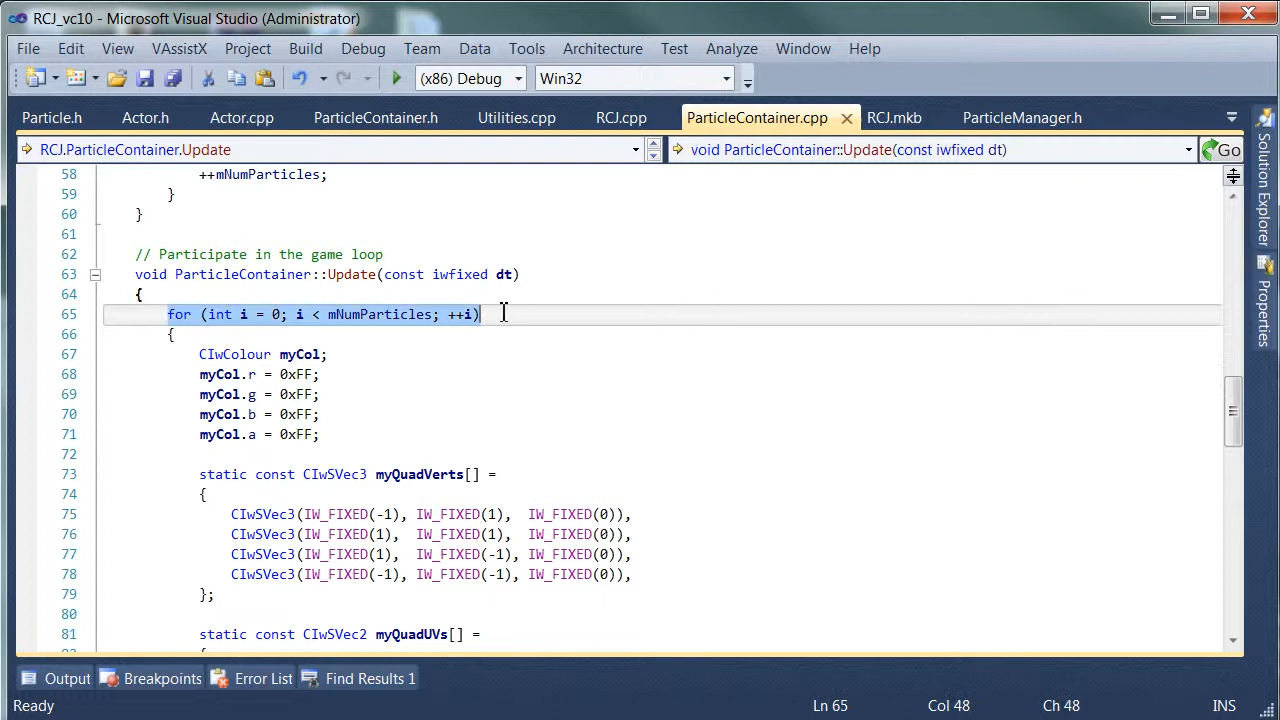 RCJ_vc10 - Microsoft Visual Studio (Administrator)
File Edit View VAssistX Project Build Debug Team Data Tools Architecture Test Analyze Window Help
(x86) Debug Win32
Particle.h Actor.h Actor.cpp ParticleContainer.h Utilities.cpp RCJ.cpp ParticleContainer.cpp RCJ.mkb ParticleManager.h
RCJ.ParticleContainer.Update void ParticleContainer::Update(const iwfixed dt) Go
58 ++mNumParticles;
59 }
60 }
61
62 // Participate in the game loop
63 void ParticleContainer::Update(const iwfixed dt)
64 {
65 for (int i = 0; i < mNumParticles; ++i)
66 {
67 CIwColour myCol;
68 myCol.r = 0xFF;
69 myCol.g = 0xFF;
70 myCol.b = 0xFF;
71 myCol.a = 0xFF;
72
73 static const CIwSVec3 myQuadVerts[] =
74 {
75 CIwSVec3(IW_FIXED(-1), IW_FIXED(1), IW_FIXED(0)),
76 CIwSVec3(IW_FIXED(1), IW_FIXED(1), IW_FIXED(0)),
77 CIwSVec3(IW_FIXED(1), IW_FIXED(-1), IW_FIXED(0)),
78 CIwSVec3(IW_FIXED(-1), IW_FIXED(-1), IW_FIXED(0)),
79 };
80
81 static const CIwSVec2 myQuadUVs[] =
Solution Explorer
Properties
Output Breakpoints Error List Find Results 1
Ready Ln 65 Col 48 Ch 48 INS